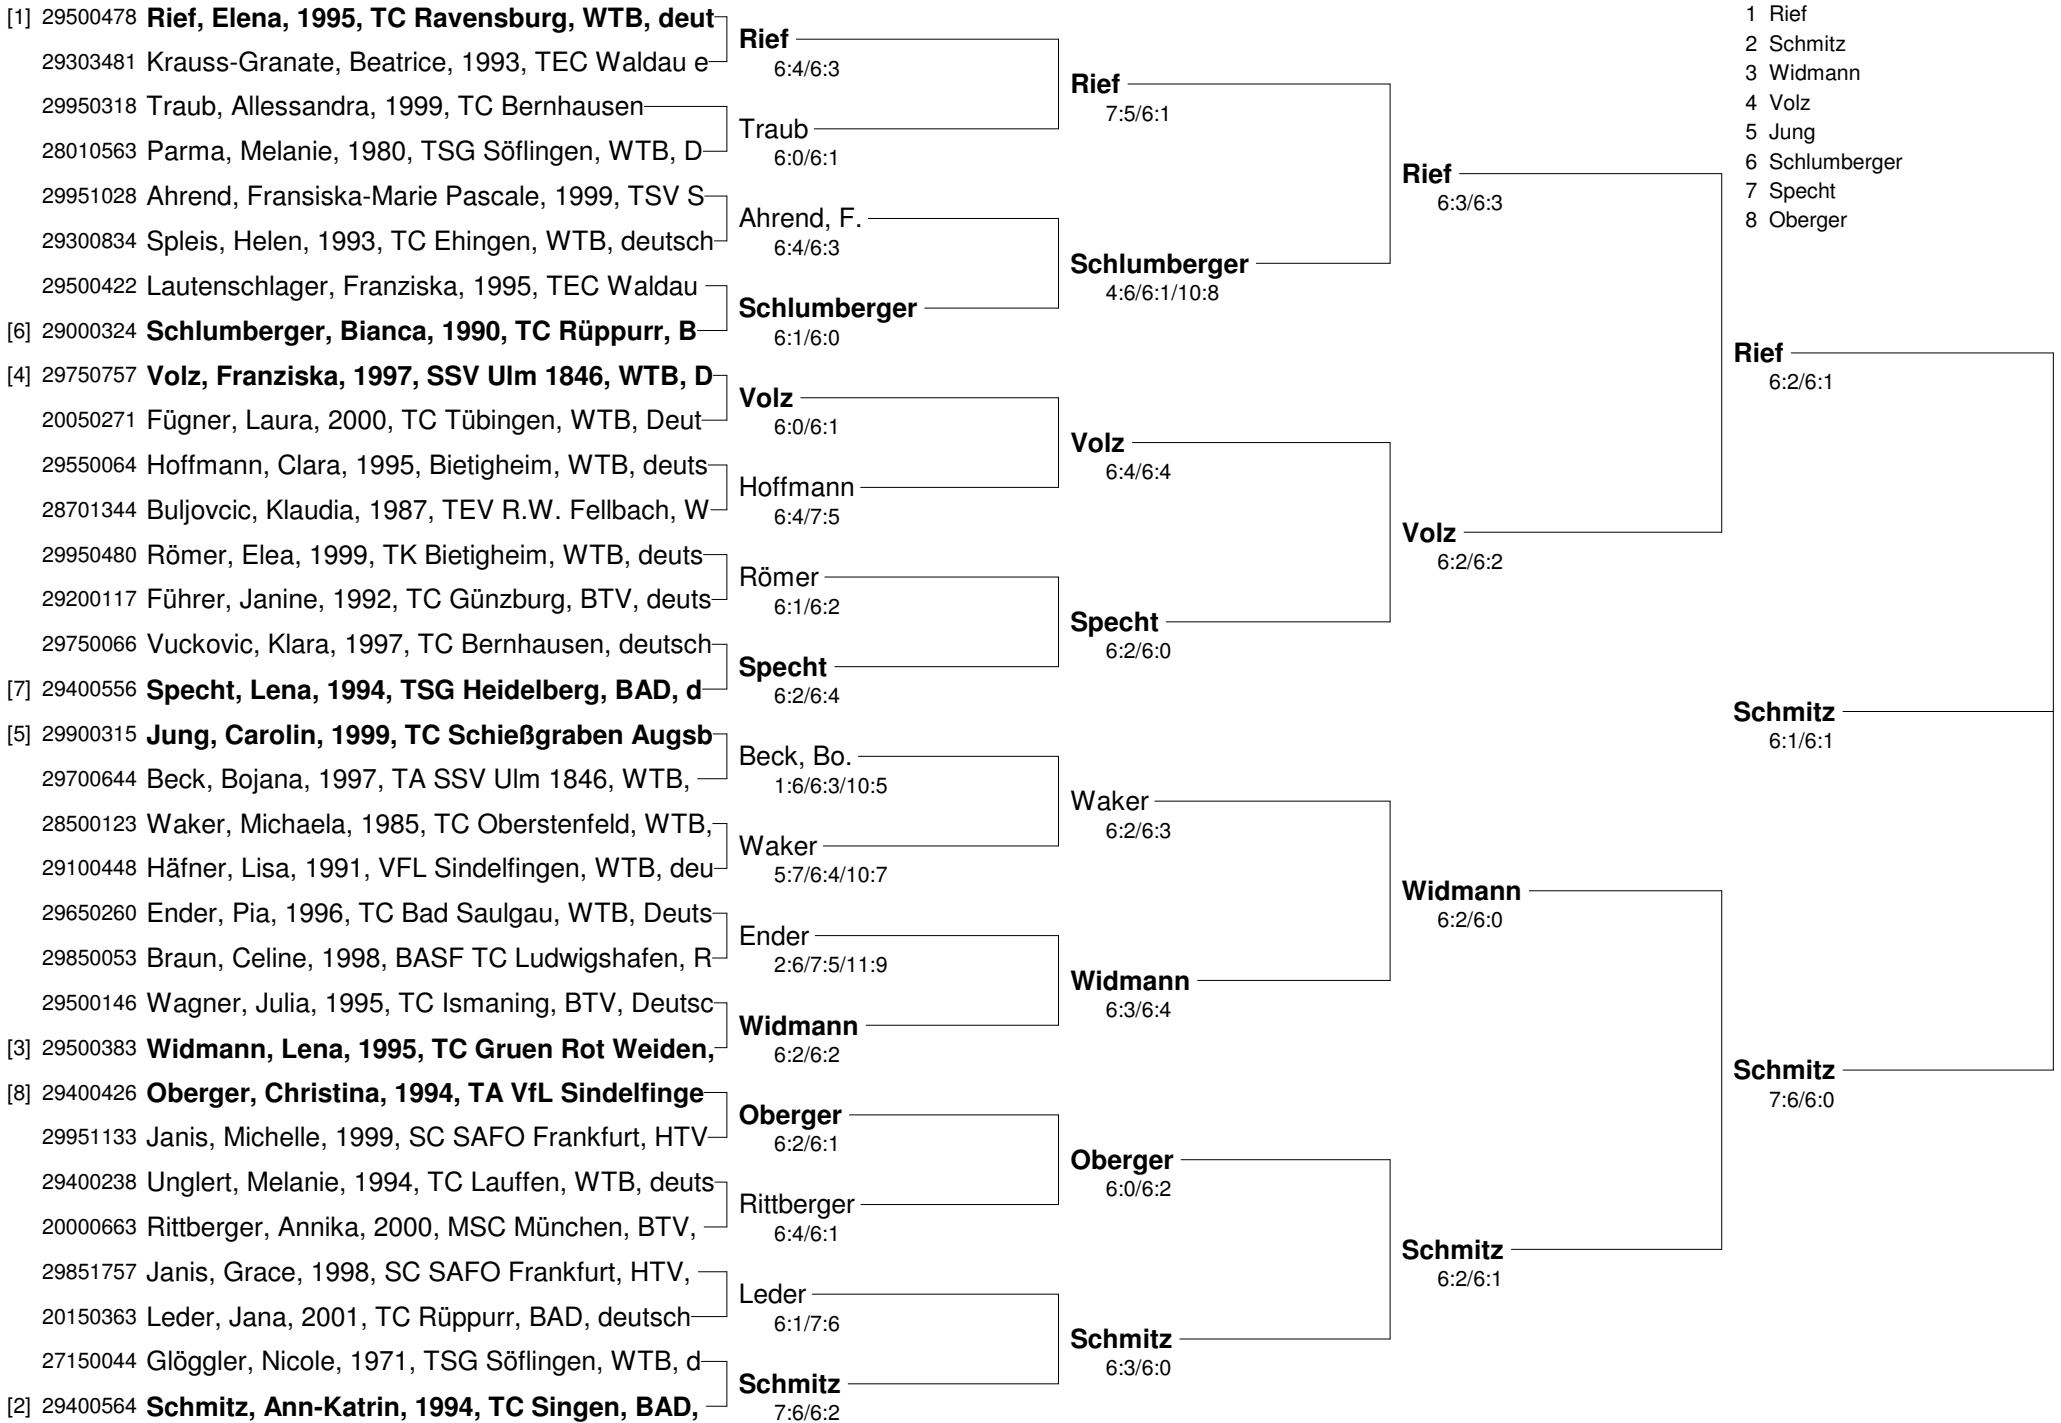 [1] 29500478 Rief, Elena, 1995, TC Ravensburg, WTB, deut
29303481 Krauss-Granate, Beatrice, 1993, TEC Waldau e
29950318 Traub, Allessandra, 1999, TC Bernhausen
28010563 Parma, Melanie, 1980, TSG Söflingen, WTB, D
29951028 Ahrend, Fransiska-Marie Pascale, 1999, TSV S
29300834 Spleis, Helen, 1993, TC Ehingen, WTB, deutsch
29500422 Lautenschlager, Franziska, 1995, TEC Waldau
[6] 29000324 Schlumberger, Bianca, 1990, TC Rüppurr, B
[4] 29750757 Volz, Franziska, 1997, SSV Ulm 1846, WTB, D
20050271 Fügner, Laura, 2000, TC Tübingen, WTB, Deut
29550064 Hoffmann, Clara, 1995, Bietigheim, WTB, deuts
28701344 Buljovcic, Klaudia, 1987, TEV R.W. Fellbach, W
29950480 Römer, Elea, 1999, TK Bietigheim, WTB, deuts
29200117 Führer, Janine, 1992, TC Günzburg, BTV, deuts
29750066 Vuckovic, Klara, 1997, TC Bernhausen, deutsch
[7] 29400556 Specht, Lena, 1994, TSG Heidelberg, BAD, d
[5] 29900315 Jung, Carolin, 1999, TC Schießgraben Augsb
29700644 Beck, Bojana, 1997, TA SSV Ulm 1846, WTB,
28500123 Waker, Michaela, 1985, TC Oberstenfeld, WTB,
29100448 Häfner, Lisa, 1991, VFL Sindelfingen, WTB, deu
29650260 Ender, Pia, 1996, TC Bad Saulgau, WTB, Deuts
29850053 Braun, Celine, 1998, BASF TC Ludwigshafen, R
29500146 Wagner, Julia, 1995, TC Ismaning, BTV, Deutsc
[3] 29500383 Widmann, Lena, 1995, TC Gruen Rot Weiden,
[8] 29400426 Oberger, Christina, 1994, TA VfL Sindelfinge
29951133 Janis, Michelle, 1999, SC SAFO Frankfurt, HTV
29400238 Unglert, Melanie, 1994, TC Lauffen, WTB, deuts
20000663 Rittberger, Annika, 2000, MSC München, BTV,
29851757 Janis, Grace, 1998, SC SAFO Frankfurt, HTV,
20150363 Leder, Jana, 2001, TC Rüppurr, BAD, deutsch
27150044 Glöggler, Nicole, 1971, TSG Söflingen, WTB, d
[2] 29400564 Schmitz, Ann-Katrin, 1994, TC Singen, BAD,
Rief
6:4/6:3
Traub
6:0/6:1
Ahrend, F.
6:4/6:3
Schlumberger
6:1/6:0
Volz
6:0/6:1
Hoffmann
6:4/7:5
Römer
6:1/6:2
Specht
6:2/6:4
Beck, Bo.
1:6/6:3/10:5
Waker
5:7/6:4/10:7
Ender
2:6/7:5/11:9
Widmann
6:2/6:2
Oberger
6:2/6:1
Rittberger
6:4/6:1
Leder
6:1/7:6
Schmitz
7:6/6:2
Rief
7:5/6:1
Schlumberger
4:6/6:1/10:8
Volz
6:4/6:4
Specht
6:2/6:0
Waker
6:2/6:3
Widmann
6:3/6:4
Oberger
6:0/6:2
Schmitz
6:3/6:0
Rief
6:3/6:3
Volz
6:2/6:2
Widmann
6:2/6:0
Schmitz
6:2/6:1
1 Rief
2 Schmitz
3 Widmann
4 Volz
5 Jung
6 Schlumberger
7 Specht
8 Oberger
Rief
6:2/6:1
Schmitz
6:1/6:1
Schmitz
7:6/6:0